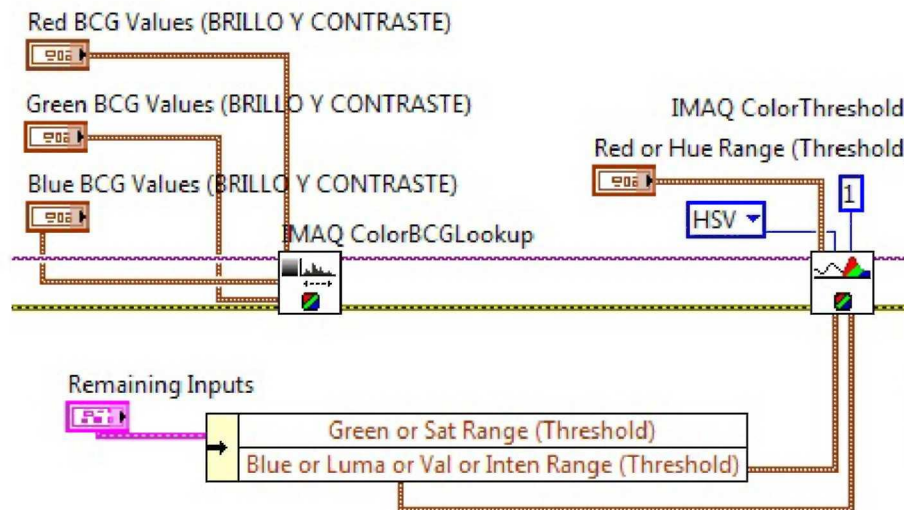 Red BCG Values (BRILLO Y CONTRASTE)
Green BCG Values (BRILLO Y CONTRASTE)
Blue BCG Values (BRILLO Y CONTRASTE)
IMAQ ColorBCGLookup
IMAQ ColorThreshold
Red or Hue Range (Threshold
1
HSV
Remaining Inputs
Green or Sat Range (Threshold)
Blue or Luma or Val or Inten Range (Threshold)